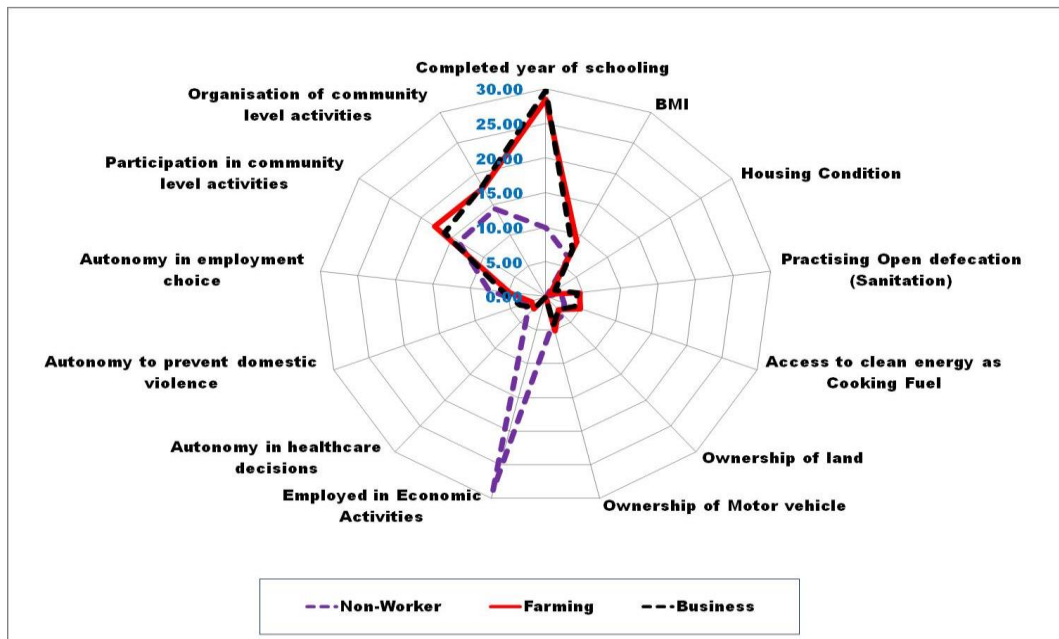 Completed year of schooling
30.00
25.00
20.00
15.00
10.00
5.00
0.00
BMI
Housing Condition
Practising Open defecation
(Sanitation)
Access to clean energy as
Cooking Fuel
Ownership of land
Ownership of Motor vehicle
Employed in Economic
Activities
Autonomy in healthcare
decisions
Autonomy to prevent domestic
violence
Autonomy in employment
choice
Participation in community
level activities
Organisation of community
level activities
Non-Worker
Farming
Business